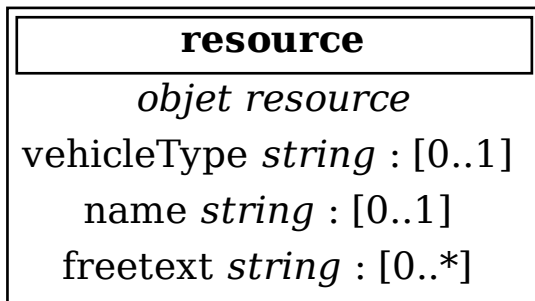 resource
objet resource
vehicleType string : [0..1]
name string : [0..1]
freetext string : [0..*]